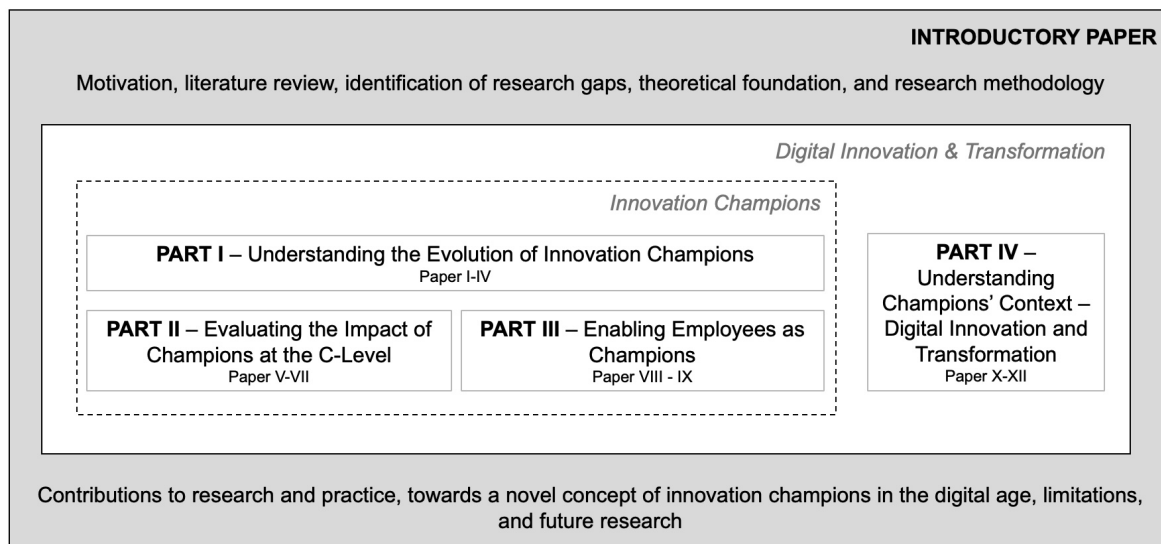 INTRODUCTORY PAPER
Motivation, literature review, identification of research gaps, theoretical foundation, and research methodology
Digital Innovation & Transformation
Innovation Champions
PART I – Understanding the Evolution of Innovation Champions
Paper I-IV
PART II – Evaluating the Impact of
Champions at the C-Level
Paper V-VII
PART III – Enabling Employees as
Champions
Paper VIII - IX
PART IV –
Understanding
Champions' Context –
Digital Innovation and
Transformation
Paper X-XII
Contributions to research and practice, towards a novel concept of innovation champions in the digital age, limitations,
and future research